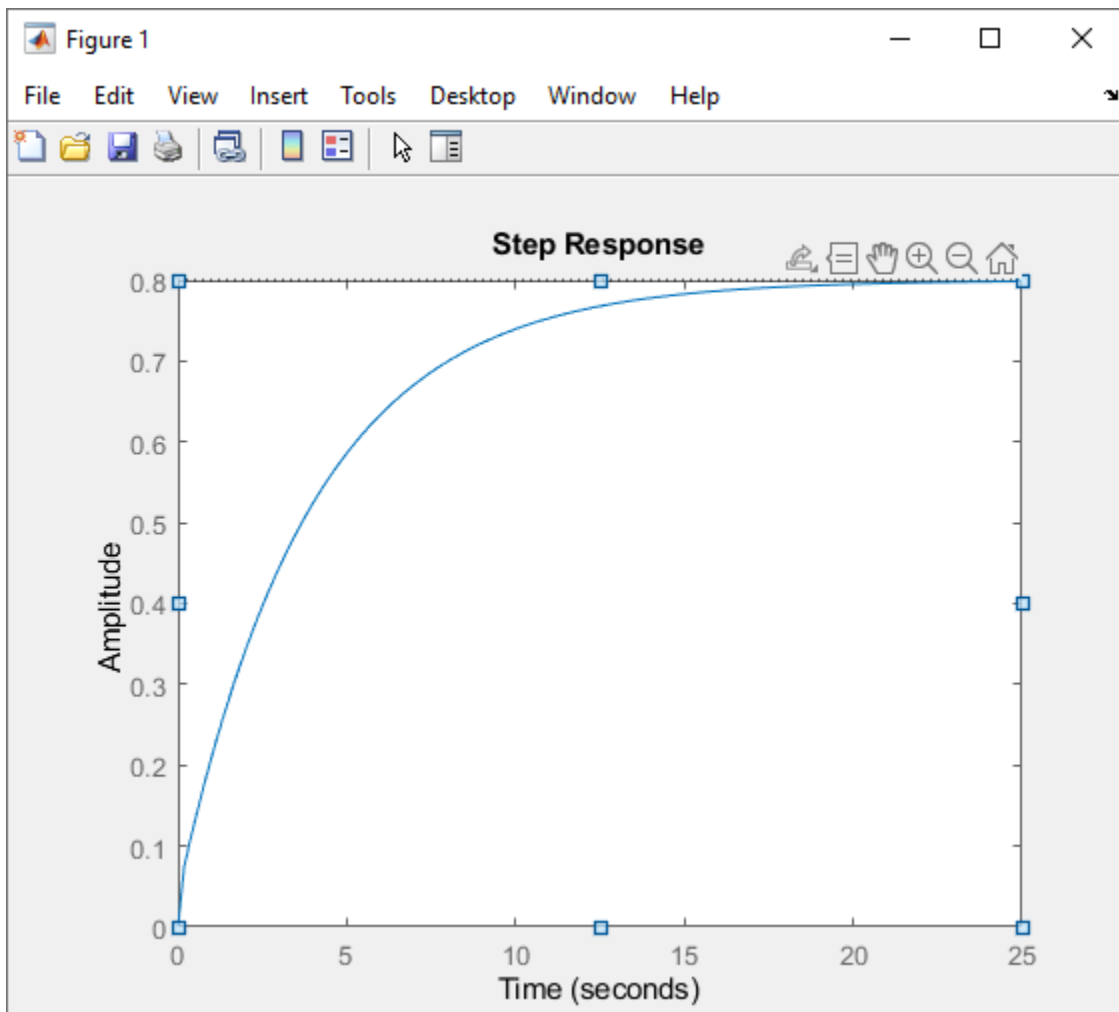 Figure 1
File Edit View Insert Tools Desktop Window Help
Step Response
0.8
0.7
0.6
0.5
0.4
0.3
0.2
0.1
0
Amplitude
0 5 10 15 20 25
Time (seconds)